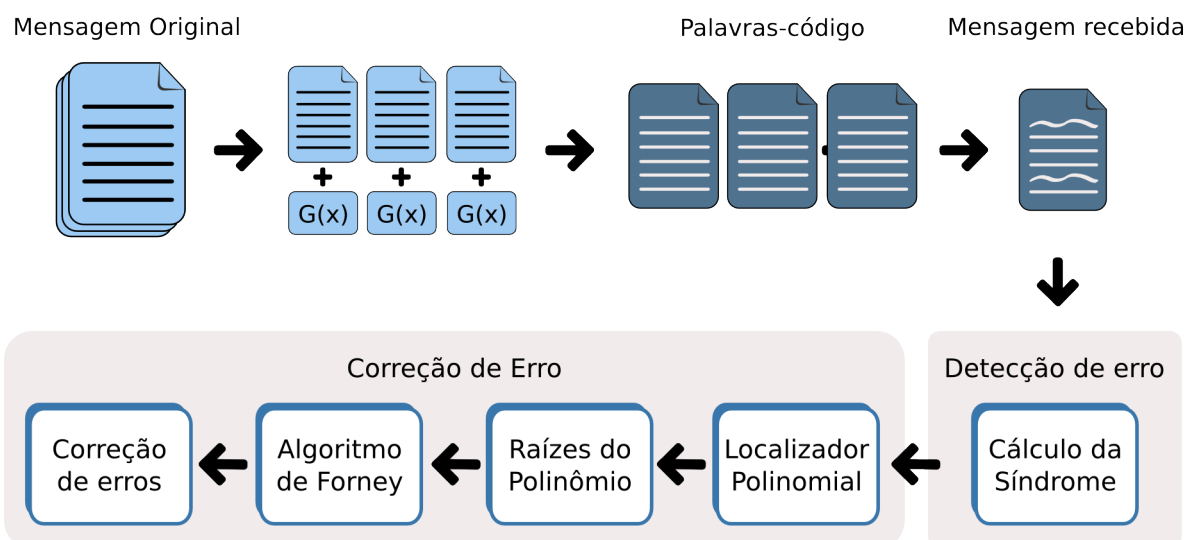 Mensagem Original
Palavras-código
Mensagem recebida
+
+
+
G(x)
G(x)
G(x)
Correção de Erro
Detecção de erro
Correção
de erros
Algoritmo
de Forney
Raízes do
Polinômio
Localizador
Polinomial
Cálculo da
Síndrome